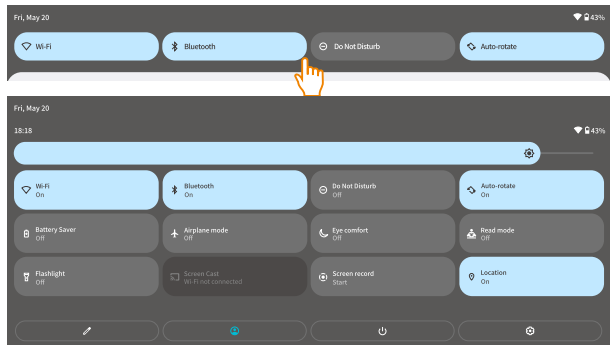 Fri, May 20
43%
Wi-Fi
Bluetooth
Do Not Disturb
Auto-rotate
Fri, May 20
18:18
43%
Wi-Fi
On
Bluetooth
On
Do Not Disturb
Off
Auto-rotate
On
Battery Saver
Off
Airplane mode
Off
Eye comfort
Off
Read mode
Off
Flashlight
Off
Screen Cast
Wi-Fi not connected
Screen record
Start
Location
On